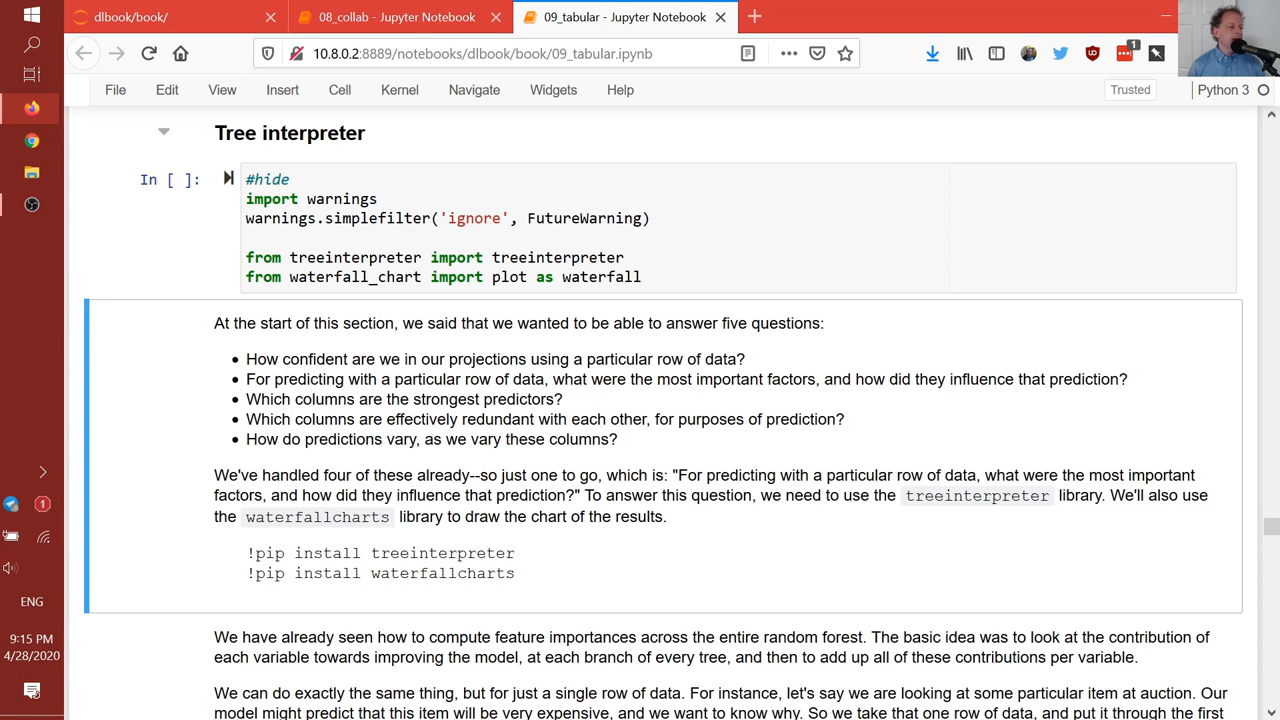 dlbook/book/
08_collab - Jupyter Notebook
09_tabular - Jupyter Notebook
10.8.0.2:8889/notebooks/dlbook/book/09_tabular.ipynb
1
File Edit View Insert Cell Kernel Navigate Widgets Help
Trusted
Python 3
Tree interpreter
In [ ]:
#hide
import warnings
warnings.simplefilter('ignore', FutureWarning)
from treeinterpreter import treeinterpreter
from waterfall_chart import plot as waterfall
At the start of this section, we said that we wanted to be able to answer five questions:
• How confident are we in our projections using a particular row of data?
• For predicting with a particular row of data, what were the most important factors, and how did they influence that prediction?
• Which columns are the strongest predictors?
• Which columns are effectively redundant with each other, for purposes of prediction?
• How do predictions vary, as we vary these columns?
We've handled four of these already--so just one to go, which is: "For predicting with a particular row of data, what were the most important
factors, and how did they influence that prediction?" To answer this question, we need to use the treeinterpreter library. We'll also use
the waterfallcharts library to draw the chart of the results.
!pip install treeinterpreter
!pip install waterfallcharts
We have already seen how to compute feature importances across the entire random forest. The basic idea was to look at the contribution of
each variable towards improving the model, at each branch of every tree, and then to add up all of these contributions per variable.
We can do exactly the same thing, but for just a single row of data. For instance, let's say we are looking at some particular item at auction. Our
model might predict that this item will be very expensive, and we want to know why. So we take that one row of data, and put it through the first
1
ENG
9:15 PM
4/28/2020